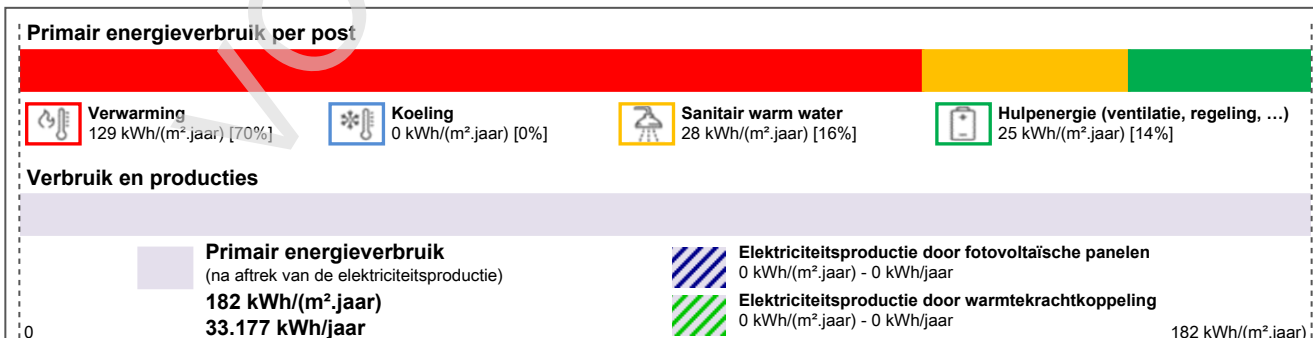 Primair energieverbruik per post
Verwarming
129 kWh/(m².jaar) [70%]
Koeling
0 kWh/(m².jaar) [0%]
Sanitair warm water
28 kWh/(m².jaar) [16%]
Hulpenergie (ventilatie, regeling, …)
25 kWh/(m².jaar) [14%]
Verbruik en producties
Primair energieverbruik
(na aftrek van de elektriciteitsproductie)
182 kWh/(m².jaar)
33.177 kWh/jaar
Elektriciteitsproductie door fotovoltaïsche panelen
0 kWh/(m².jaar) - 0 kWh/jaar
Elektriciteitsproductie door warmtekrachtkoppeling
0 kWh/(m².jaar) - 0 kWh/jaar
0
182 kWh/(m².jaar)